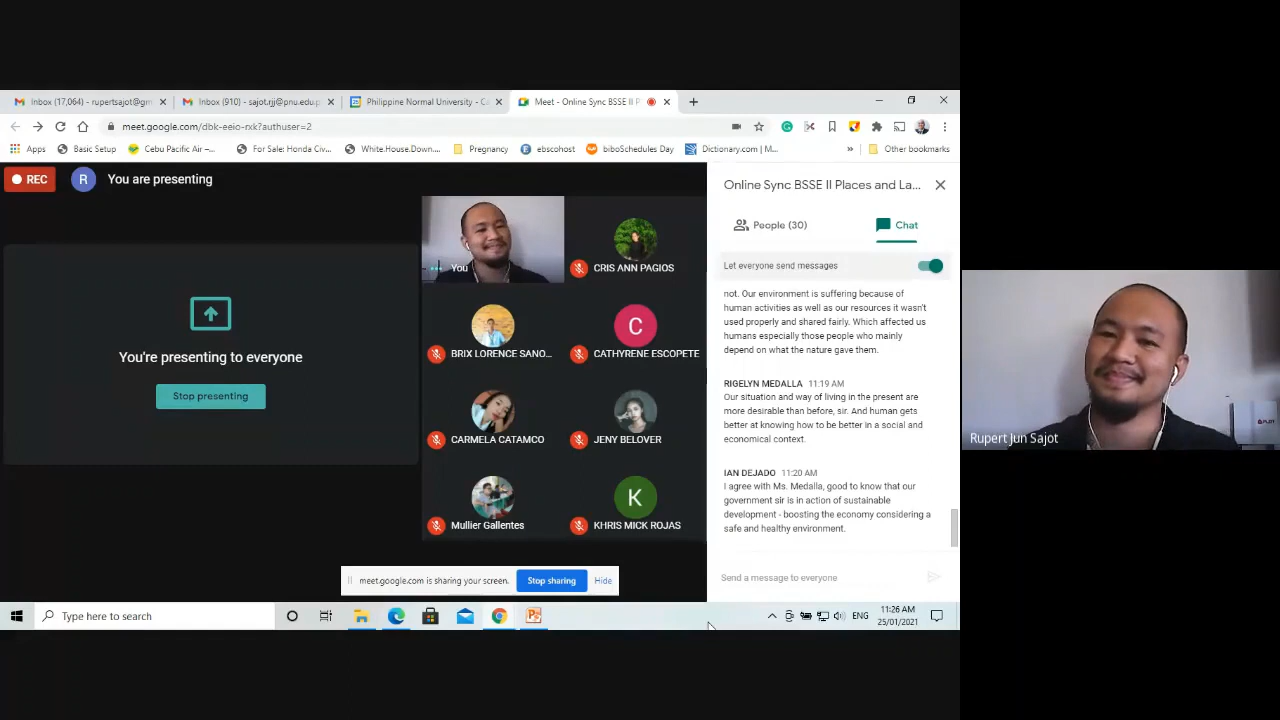 Inbox (17,064) - rupertsajot@gm
Inbox (910) - sajot.rjj@pnu.edu.p
Philippine Normal University - Ca
Meet - Online Sync BSSE II P
meet.google.com/dbk-eeio-rxk?authuser=2
Apps
Basic Setup
Cebu Pacific Air –...
For Sale: Honda Civ...
White.House.Down....
Pregnancy
ebscohost
biboSchedules Day
Dictionary.com | M...
»
Other bookmarks
REC
R
You are presenting
Online Sync BSSE II Places and La...
People (30)
Chat
Let everyone send messages
You're presenting to everyone
Stop presenting
You
CRIS ANN PAGIOS
BRIX LORENCE SANO...
C
CATHYRENE ESCOPETE
CARMELA CATAMCO
JENY BELOVER
Mullier Gallentes
K
KHRIS MICK ROJAS
not. Our environment is suffering because of
human activities as well as our resources it wasn't
used properly and shared fairly. Which affected us
humans especially those people who mainly
depend on what the nature gave them.
RIGELYN MEDALLA 11:19 AM
Our situation and way of living in the present
are more desirable than before, sir. And human gets
better at knowing how to be better in a social and
economical context.
IAN DEJADO 11:20 AM
I agree with Ms. Medalla, good to know that our
government sir is in action of sustainable
development - boosting the economy considering a
safe and healthy environment.
Send a message to everyone
meet.google.com is sharing your screen.
Stop sharing
Hide
Type here to search
ENG
11:26 AM
25/01/2021
Rupert Jun Sajot